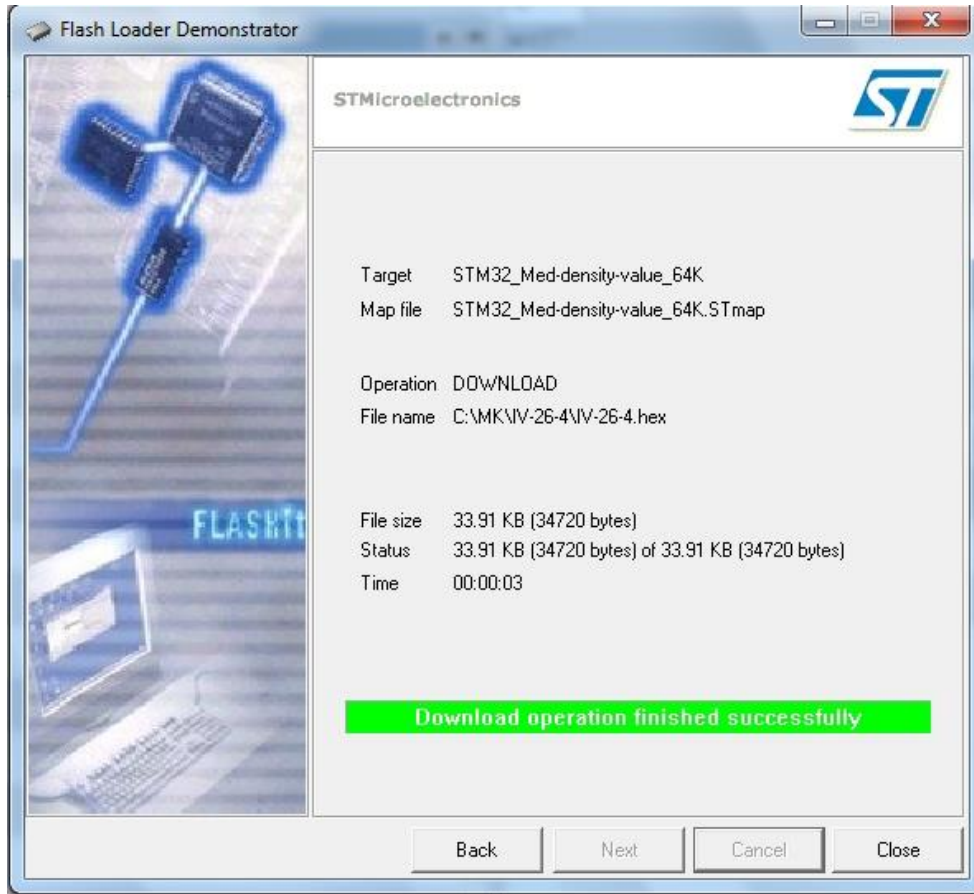 Flash Loader Demonstrator
STMicroelectronics
ST
Target STM32_Med-density-value_64K
Map file STM32_Med-density-value_64K.STmap
Operation DOWNLOAD
File name C:\MK\IV-26-4\IV-26-4.hex
FLASHIt
File size 33.91 KB (34720 bytes)
Status 33.91 KB (34720 bytes) of 33.91 KB (34720 bytes)
Time 00:00:03
Download operation finished successfully
Back Next Cancel Close